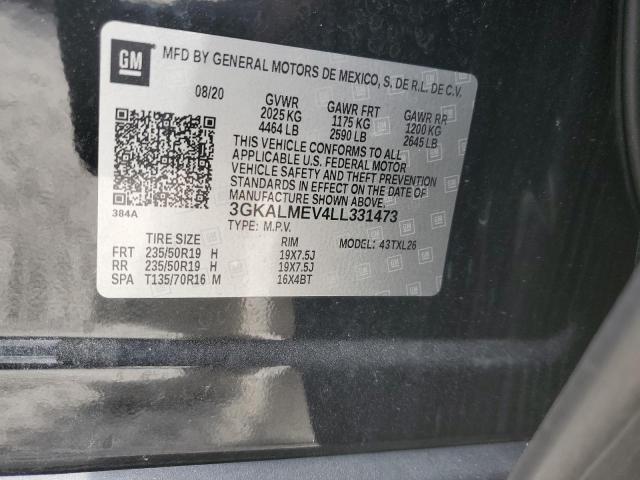 GM
MFD BY GENERAL MOTORS DE MEXICO, S. DE R.L. DE C.V.
08/20 GVWR GAWR FRT GAWR RR
2025 KG 1175 KG 1200 KG
4464 LB 2590 LB 2645 LB
THIS VEHICLE CONFORMS TO ALL
APPLICABLE U.S. FEDERAL MOTOR
VEHICLE SAFETY AND THEFT PREVENTION
STANDARDS IN EFFECT ON THE DATE OF
MANUFACTURE SHOWN ABOVE.
384A 3GKALMEV4LL331473
TYPE: M.P.V.
TIRE SIZE RIM MODEL: 43TXL26
FRT 235/50R19 H 19X7.5J
RR 235/50R19 H 19X7.5J
SPA T135/70R16 M 16X4BT